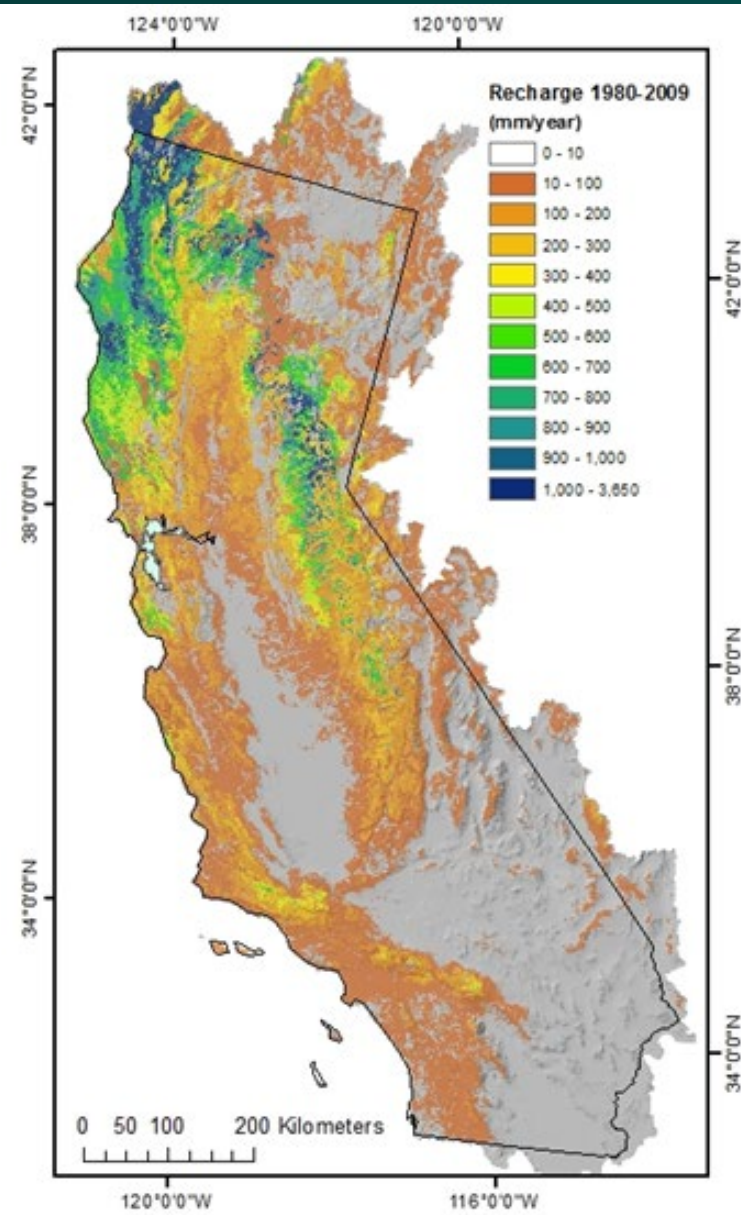 124°0'0"W 120°0'0"W
42°0'0"N
Recharge 1980-2009
(mm/year)
0 - 10
10 - 100
100 - 200
200 - 300
300 - 400
400 - 500
500 - 600
600 - 700
700 - 800
800 - 900
900 - 1,000
1,000 - 3,650
42°0'0"N
38°0'0"N
38°0'0"N
34°0'0"N
34°0'0"N
0 50 100 200 Kilometers
120°0'0"W 116°0'0"W